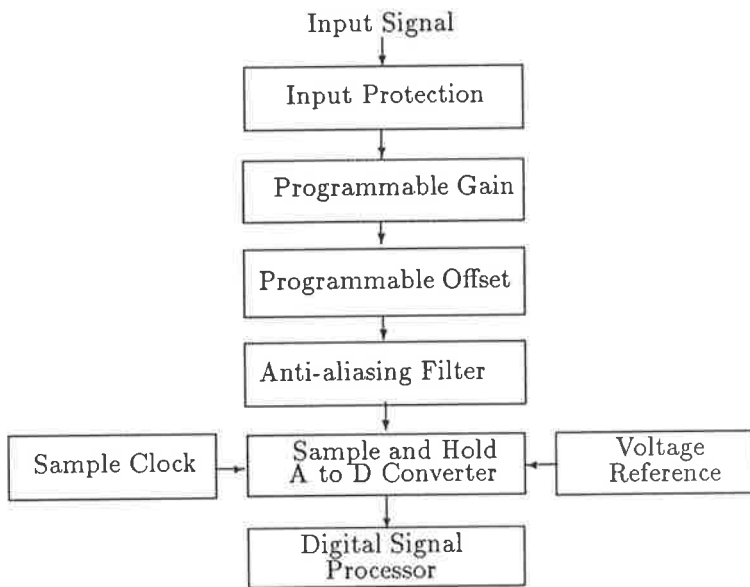 Input Signal
Input Protection
Programmable Gain
Programmable Offset
Anti-aliasing Filter
Sample Clock
Sample and Hold
A to D Converter
Voltage
Reference
Digital Signal
Processor